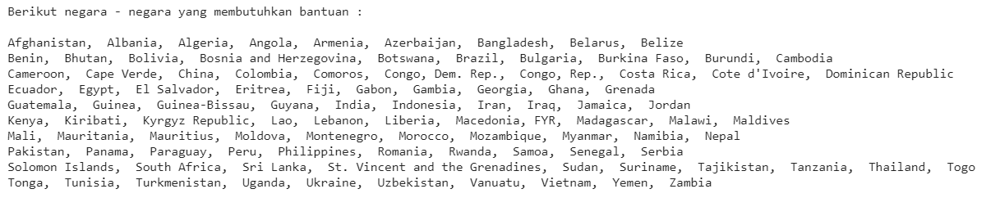 Berikut negara - negara yang membutuhkan bantuan :
Afghanistan, Albania, Algeria, Angola, Armenia, Azerbaijan, Bangladesh, Belarus, Belize
Benin, Bhutan, Bolivia, Bosnia and Herzegovina, Botswana, Brazil, Bulgaria, Burkina Faso, Burundi, Cambodia
Cameroon, Cape Verde, China, Colombia, Comoros, Congo, Dem. Rep., Congo, Rep., Costa Rica, Cote d'Ivoire, Dominican Republic
Ecuador, Egypt, El Salvador, Eritrea, Fiji, Gabon, Gambia, Georgia, Ghana, Grenada
Guatemala, Guinea, Guinea-Bissau, Guyana, India, Indonesia, Iran, Iraq, Jamaica, Jordan
Kenya, Kiribati, Kyrgyz Republic, Lao, Lebanon, Liberia, Macedonia, FYR, Madagascar, Malawi, Maldives
Mali, Mauritania, Mauritius, Moldova, Montenegro, Morocco, Mozambique, Myanmar, Namibia, Nepal
Pakistan, Panama, Paraguay, Peru, Philippines, Romania, Rwanda, Samoa, Senegal, Serbia
Solomon Islands, South Africa, Sri Lanka, St. Vincent and the Grenadines, Sudan, Suriname, Tajikistan, Tanzania, Thailand, Togo
Tonga, Tunisia, Turkmenistan, Uganda, Ukraine, Uzbekistan, Vanuatu, Vietnam, Yemen, Zambia